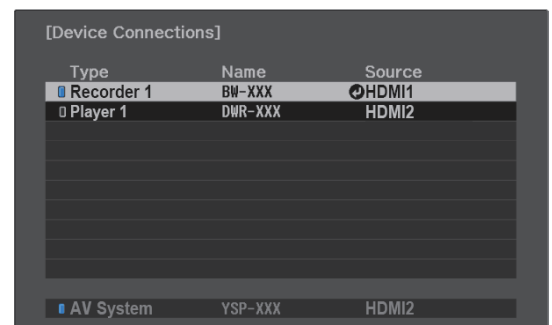 [Device Connections]
Type Name Source
Recorder 1 BW-XXX HDMI1
Player 1 DWR-XXX HDMI2
AV System YSP-XXX HDMI2